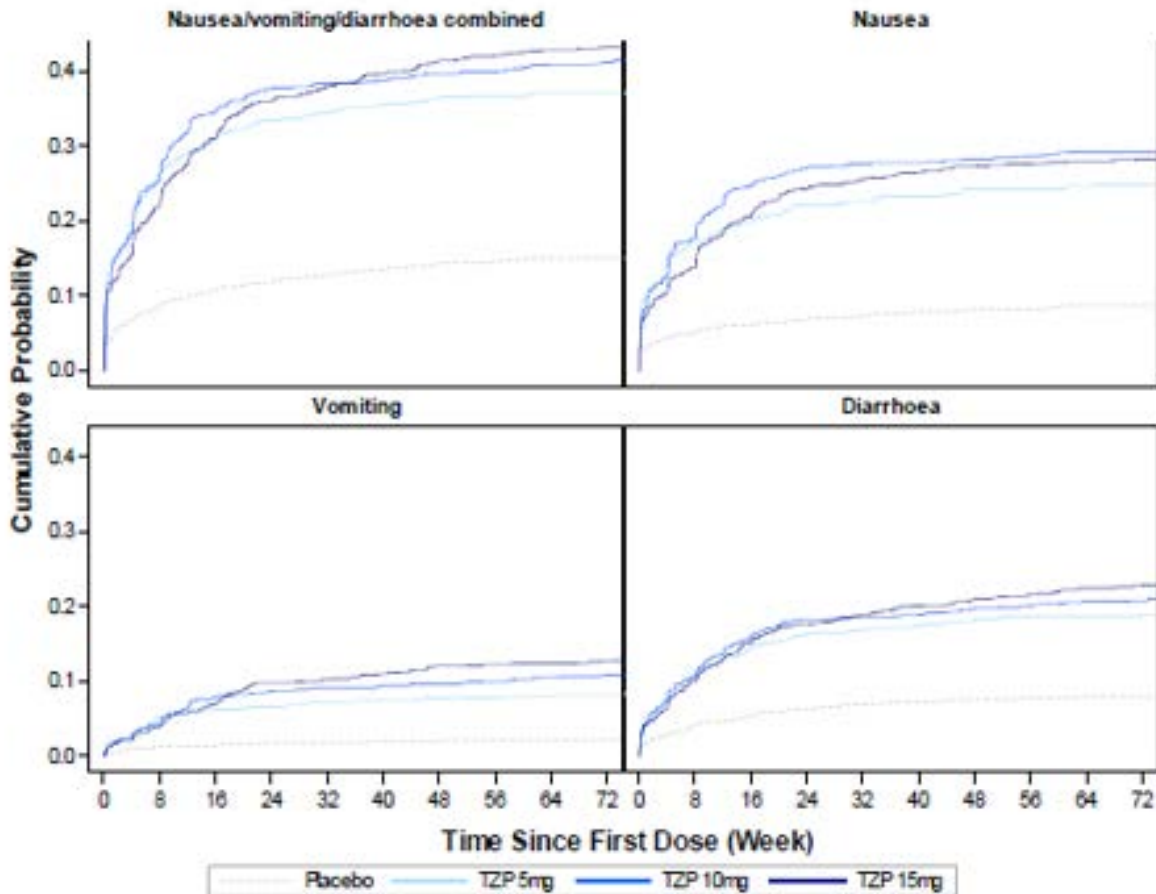 Nausea/vomiting/diarrhoea combined
Nausea
0.4
0.3
0.2
0.1
0.0
Vomiting
Diarrhoea
0.4
0.3
0.2
0.1
0.0
Cumulative Probability
0 8 16 24 32 40 48 56 64 72 0 8 16 24 32 40 48 56 64 72
Time Since First Dose (Week)
Placebo TZP 5mg TZP 10mg TZP 15mg